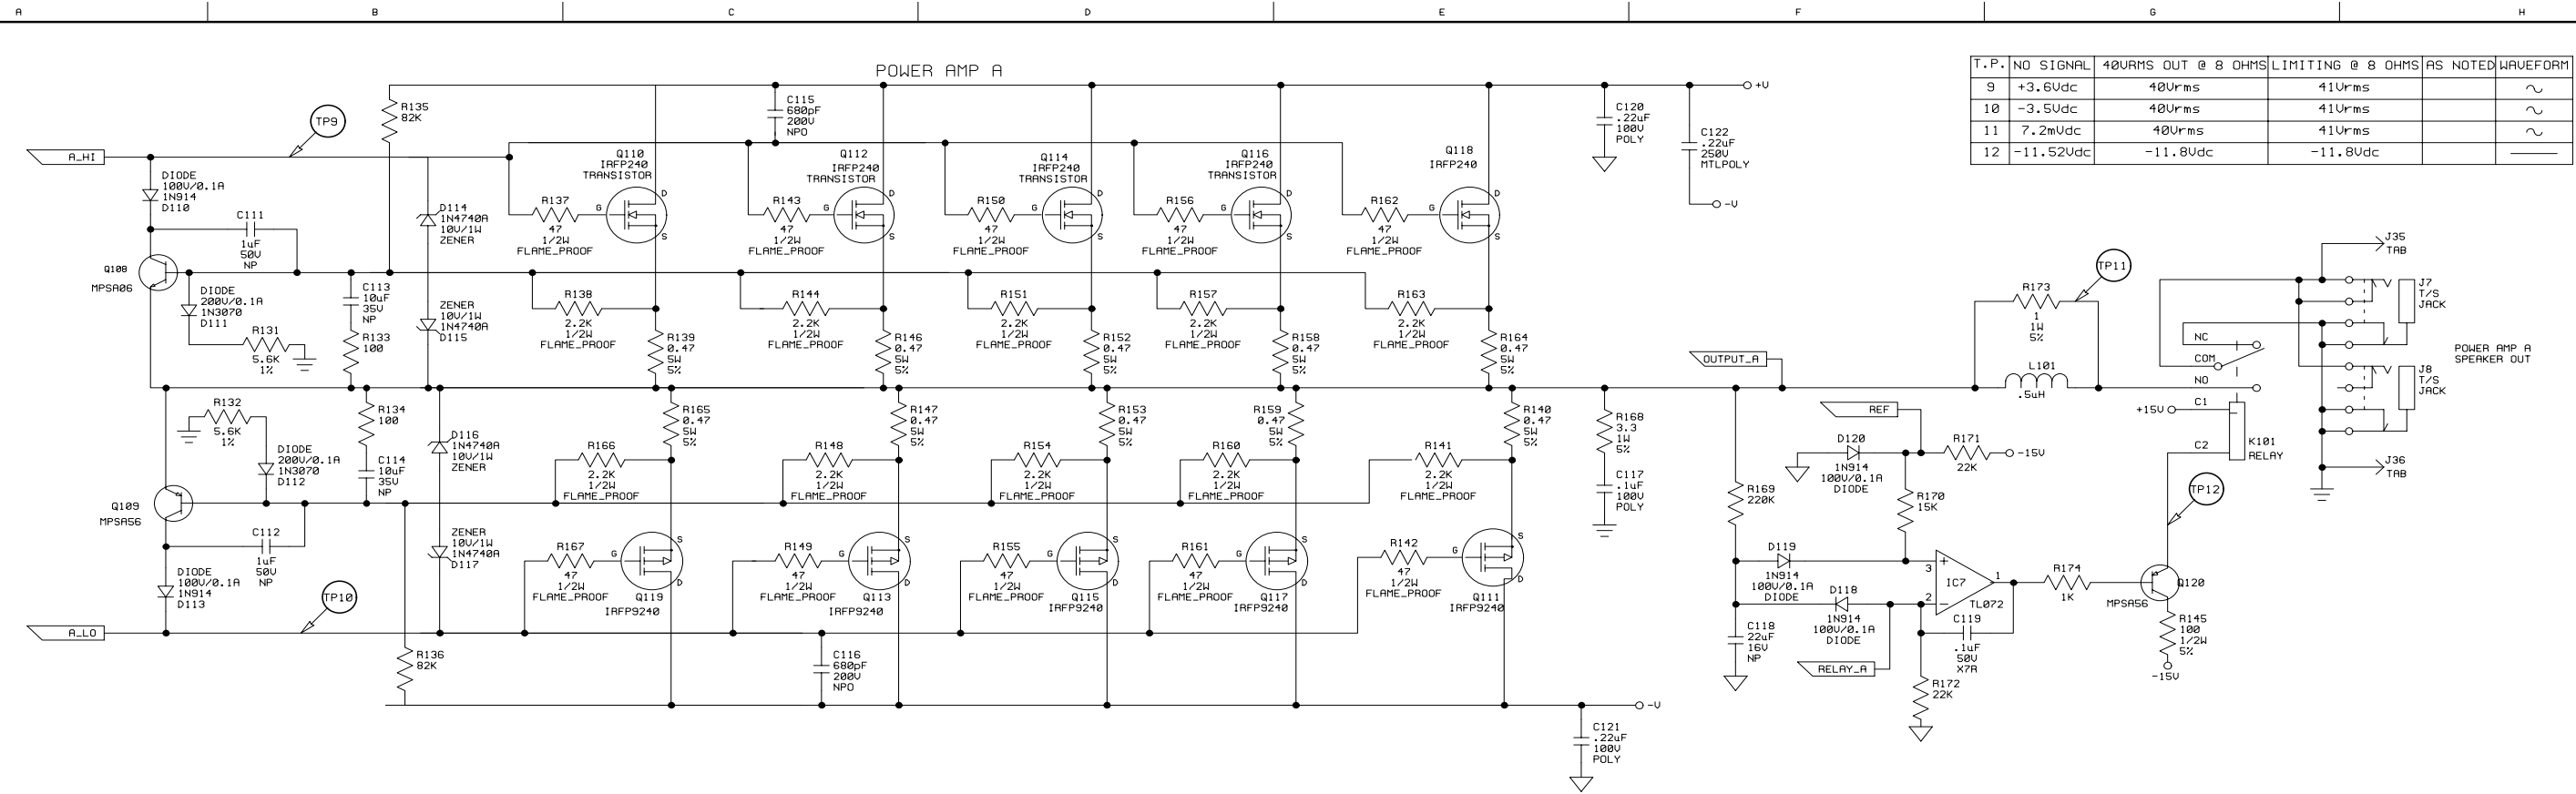 A B C D E F G H
POWER AMP A
T.P. NO SIGNAL 40VRMS OUT @ 8 OHMS LIMITING @ 8 OHMS AS NOTED WAVEFORM
9 +3.6Vdc 40Vrms 41Vrms
10 -3.5Vdc 40Vrms 41Vrms
11 7.2mVdc 40Vrms 41Vrms
12 -11.52Vdc -11.8Vdc -11.8Vdc
A_HI
TP9
R135
82K
DIODE
100V/0.1A
1N914
D110
C111
1uF
50V
NP
Q108
MPSA06
DIODE
200V/0.1A
1N3070
D111
R131
5.6K
1%
C113
10uF
35V
NP
R133
100
D114
1N4740A
10V/1W
ZENER
ZENER
10V/1W
1N4740A
D115
C115
680pF
200V
NPO
Q110
IRFP240
TRANSISTOR
D
G
S
R137
47
1/2W
FLAME_PROOF
Q112
IRFP240
TRANSISTOR
D
G
S
R143
47
1/2W
FLAME_PROOF
Q114
IRFP240
TRANSISTOR
D
G
S
R150
47
1/2W
FLAME_PROOF
Q116
IRFP240
TRANSISTOR
D
G
S
R156
47
1/2W
FLAME_PROOF
Q118
IRFP240
D
G
S
R162
47
1/2W
FLAME_PROOF
C120
.22uF
100V
POLY
+V
C122
.22uF
250V
MTLPOLY
-V
R138
2.2K
1/2W
FLAME_PROOF
R139
0.47
5W
5%
R144
2.2K
1/2W
FLAME_PROOF
R146
0.47
5W
5%
R151
2.2K
1/2W
FLAME_PROOF
R152
0.47
5W
5%
R157
2.2K
1/2W
FLAME_PROOF
R158
0.47
5W
5%
R163
2.2K
1/2W
FLAME_PROOF
R164
0.47
5W
5%
R132
5.6K
1%
DIODE
200V/0.1A
1N3070
D112
R134
100
C114
10uF
35V
NP
D116
1N4740A
10V/1W
ZENER
ZENER
10V/1W
1N4740A
D117
Q109
MPSA56
C112
1uF
50V
NP
DIODE
100V/0.1A
1N914
D113
TP10
A_LO
R136
82K
R165
0.47
5W
5%
R166
2.2K
1/2W
FLAME_PROOF
R147
0.47
5W
5%
R148
2.2K
1/2W
FLAME_PROOF
R153
0.47
5W
5%
R154
2.2K
1/2W
FLAME_PROOF
R159
0.47
5W
5%
R160
2.2K
1/2W
FLAME_PROOF
R140
0.47
5W
5%
R141
2.2K
1/2W
FLAME_PROOF
R168
3.3
1W
5%
C117
.1uF
100V
POLY
R167
47
1/2W
FLAME_PROOF
S
G
D
Q119
IRFP9240
R149
47
1/2W
FLAME_PROOF
S
G
D
Q113
IRFP9240
R155
47
1/2W
FLAME_PROOF
S
G
D
Q115
IRFP9240
R161
47
1/2W
FLAME_PROOF
S
G
D
Q117
IRFP9240
R142
47
1/2W
FLAME_PROOF
S
G
D
Q111
IRFP9240
C116
680pF
200V
NPO
-V
C121
.22uF
100V
POLY
OUTPUT_A
TP11
R173
1
1W
5%
L101
.5uH
J35
TAB
J7
T/S
JACK
NC
COM
NO
J8
T/S
JACK
POWER AMP A
SPEAKER OUT
+15V
C1
C2
K101
RELAY
J36
TAB
TP12
REF
D120
1N914
100V/0.1A
DIODE
R171
22K
-15V
R169
220K
R170
15K
D119
1N914
100V/0.1A
DIODE
D118
1N914
100V/0.1A
DIODE
3
+
IC7
1
2
-
TL072
C119
.1uF
50V
X7R
C118
22uF
16V
NP
RELAY_A
R172
22K
R174
1K
Q120
MPSA56
R145
100
1/2W
5%
-15V